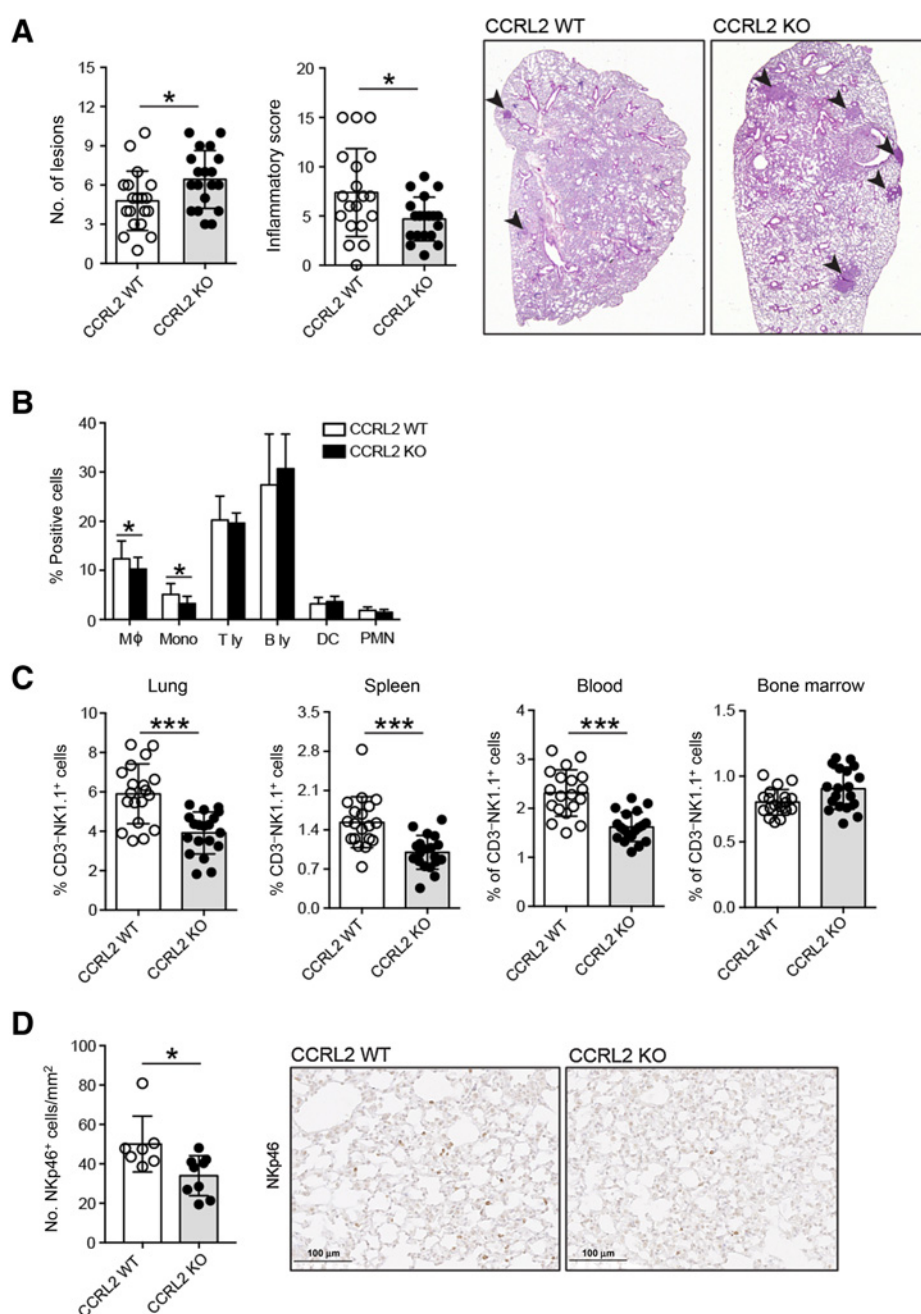 A
CCRL2 WT
CCRL2 KO
No. of lesions
15
12
9
6
3
0
*
CCRL2 WT
CCRL2 KO
Inflammatory score
20
15
10
5
0
*
CCRL2 WT
CCRL2 KO
B
% Positive cells
40
30
20
10
0
CCRL2 WT
CCRL2 KO
*
*
Mϕ Mono T ly B ly DC PMN
C
Lung
% CD3⁻NK1.1⁺ cells
8
6
4
2
0
***
CCRL2 WT
CCRL2 KO
Spleen
% CD3⁻NK1.1⁺ cells
3.5
2.8
2.1
1.4
0.7
0.0
***
CCRL2 WT
CCRL2 KO
Blood
% of CD3⁻NK1.1⁺ cells
4
3
2
1
0
***
CCRL2 WT
CCRL2 KO
Bone marrow
% of CD3⁻NK1.1⁺ cells
1.5
1.0
0.5
0.0
CCRL2 WT
CCRL2 KO
D
No. NKp46⁺ cells/mm²
100
80
60
40
20
0
*
CCRL2 WT
CCRL2 KO
CCRL2 WT
CCRL2 KO
NKp46
100 μm
100 μm